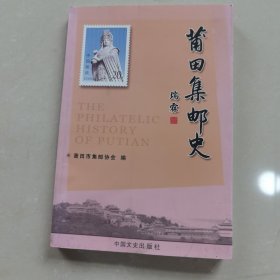 莆田集邮史
20
THE
PHILATELIC
HISTORY
OF PUTIAN
莆田市集邮协会 编
中国文史出版社